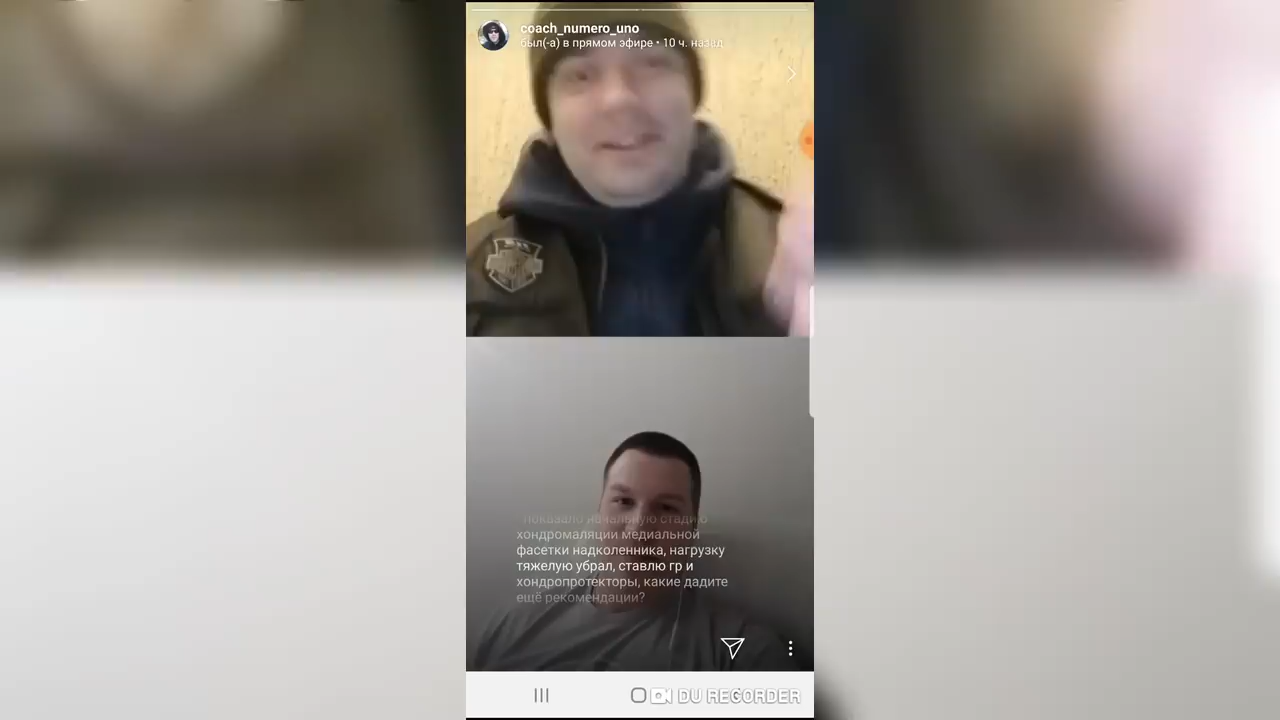 coach_numero_uno
был(-а) в прямом эфире • 10 ч. назад
показало начальную стадию
хондромаляции медиальной
фасетки надколенника, нагрузку
тяжелую убрал, ставлю гр и
хондропротекторы, какие дадите
ещё рекомендации?
DU RECORDER